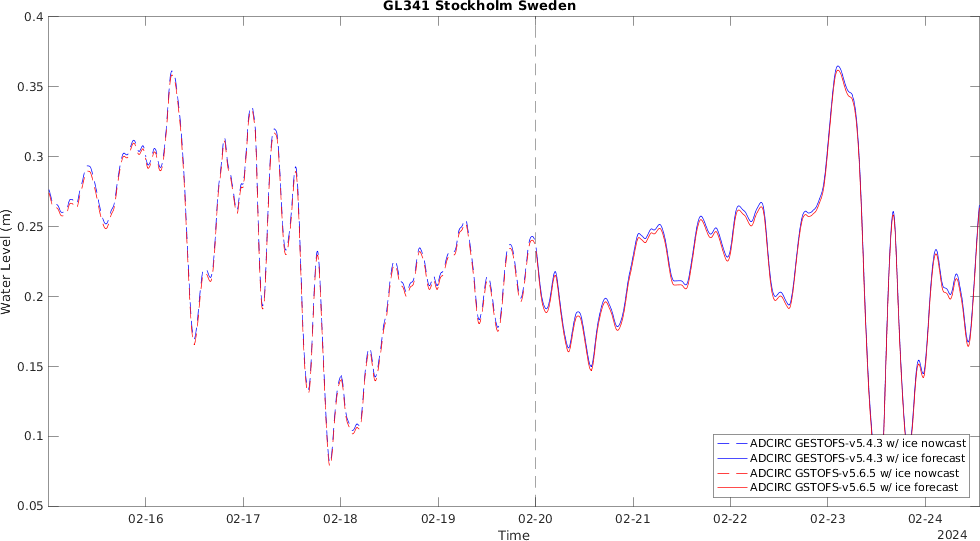 GL341 Stockholm Sweden
0.4
0.35
0.3
0.25
0.2
0.15
0.1
0.05
Water Level (m)
ADCIRC GESTOFS-v5.4.3 w/ ice nowcast
ADCIRC GESTOFS-v5.4.3 w/ ice forecast
ADCIRC GSTOFS-v5.6.5 w/ ice nowcast
ADCIRC GSTOFS-v5.6.5 w/ ice forecast
02-16 02-17 02-18 02-19 02-20 02-21 02-22 02-23 02-24
Time
2024